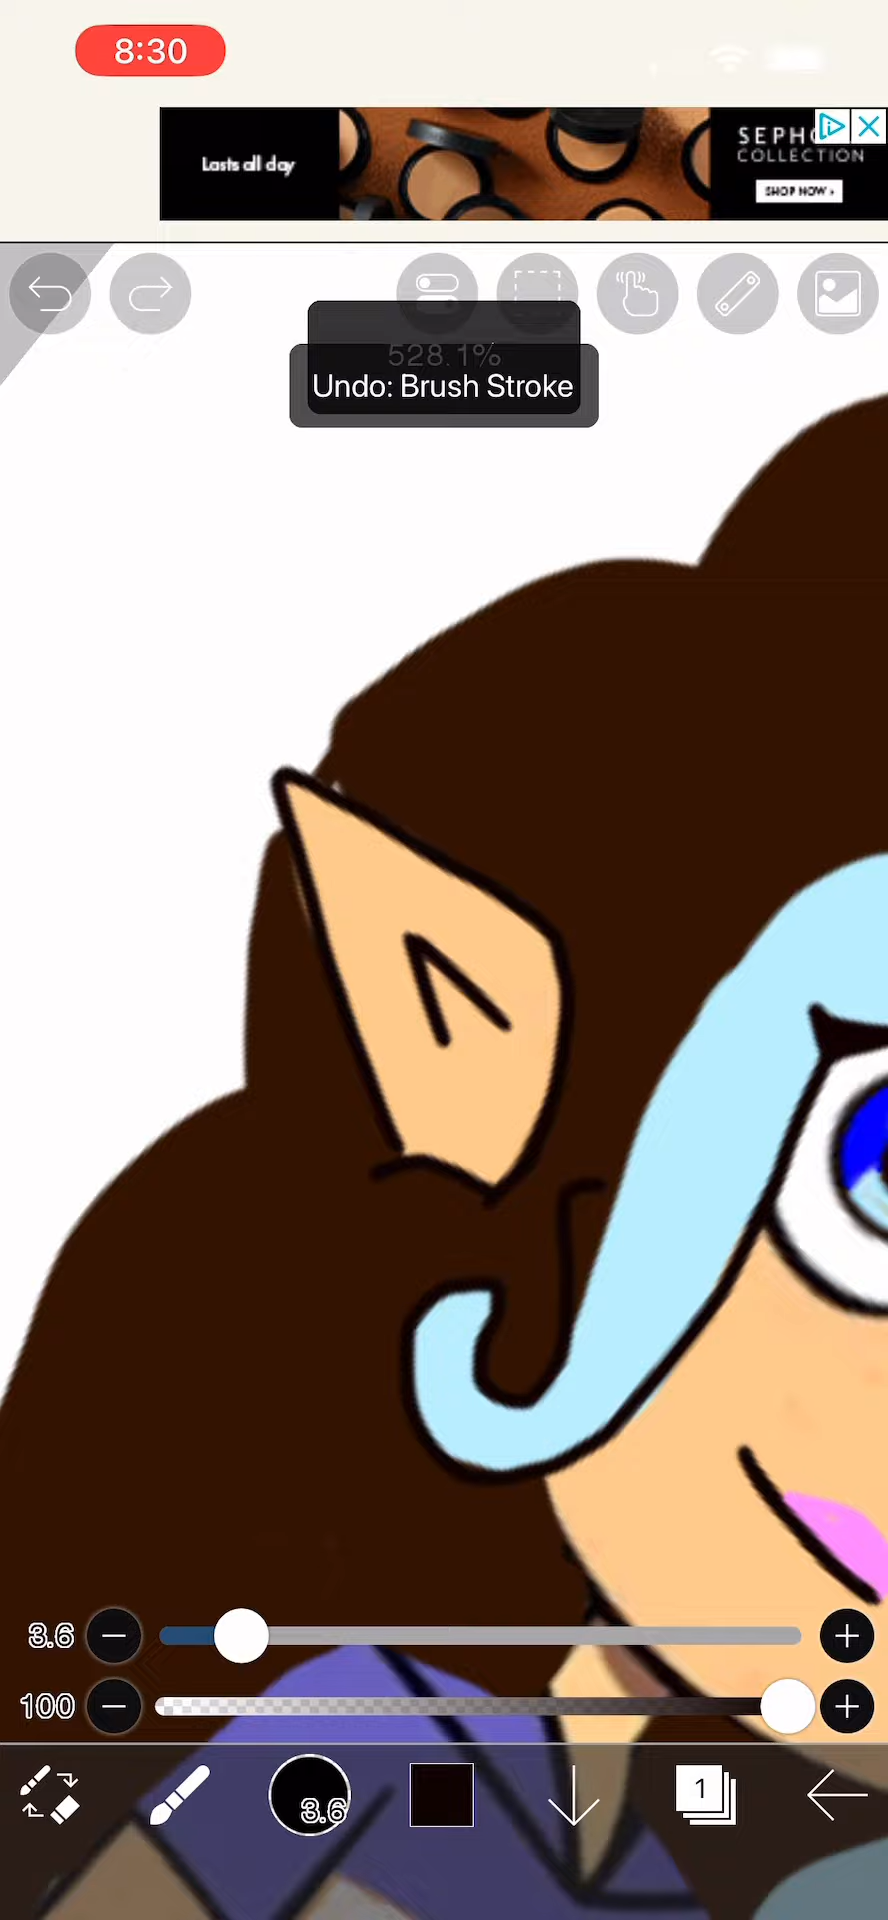 8:30
Lasts all day
SEPH
COLLECTION
SHOP NOW ›
528.1%
Undo: Brush Stroke
3.6
100
3.6
1